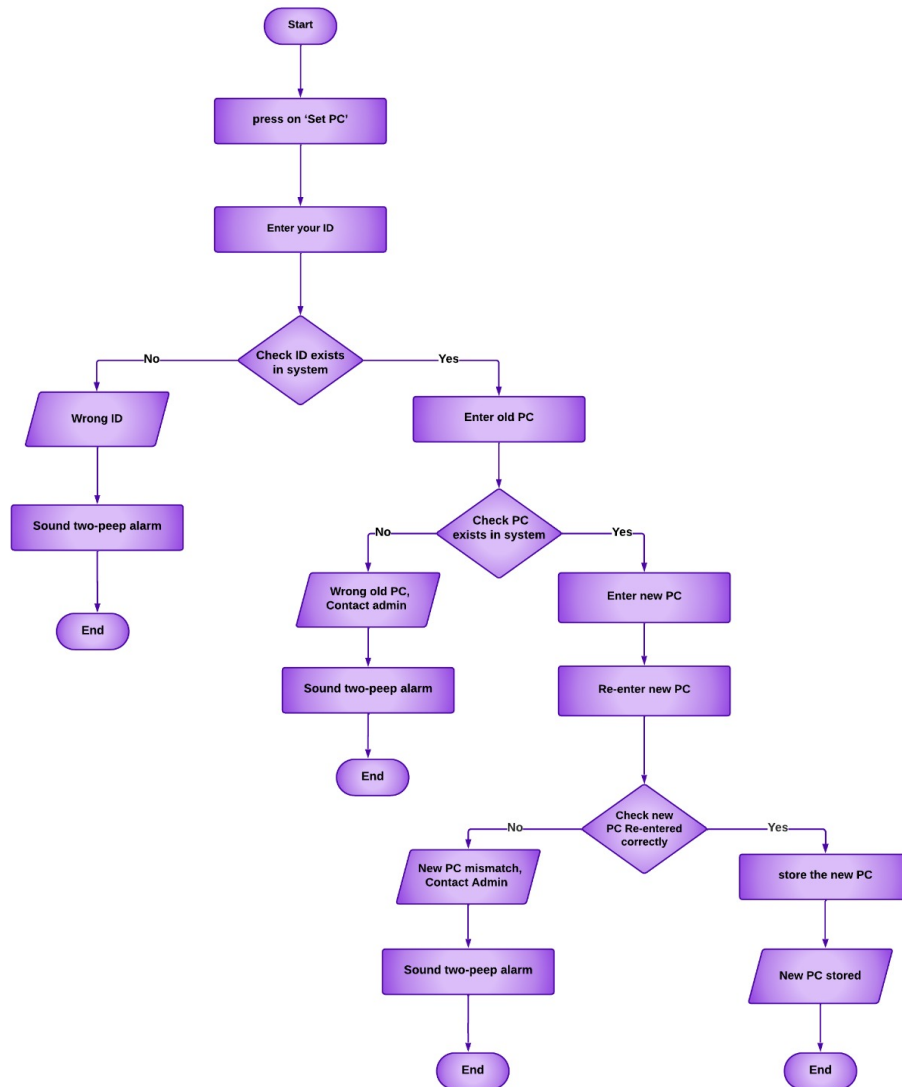 Start
press on ‘Set PC’
Enter your ID
Check ID exists
in system
No
Yes
Wrong ID
Enter old PC
Sound two-peep alarm
Check PC
exists in system
No
Yes
Wrong old PC,
Contact admin
Enter new PC
End
Sound two-peep alarm
Re-enter new PC
End
Check new
PC Re-entered
correctly
No
Yes
New PC mismatch,
Contact Admin
store the new PC
Sound two-peep alarm
New PC stored
End
End